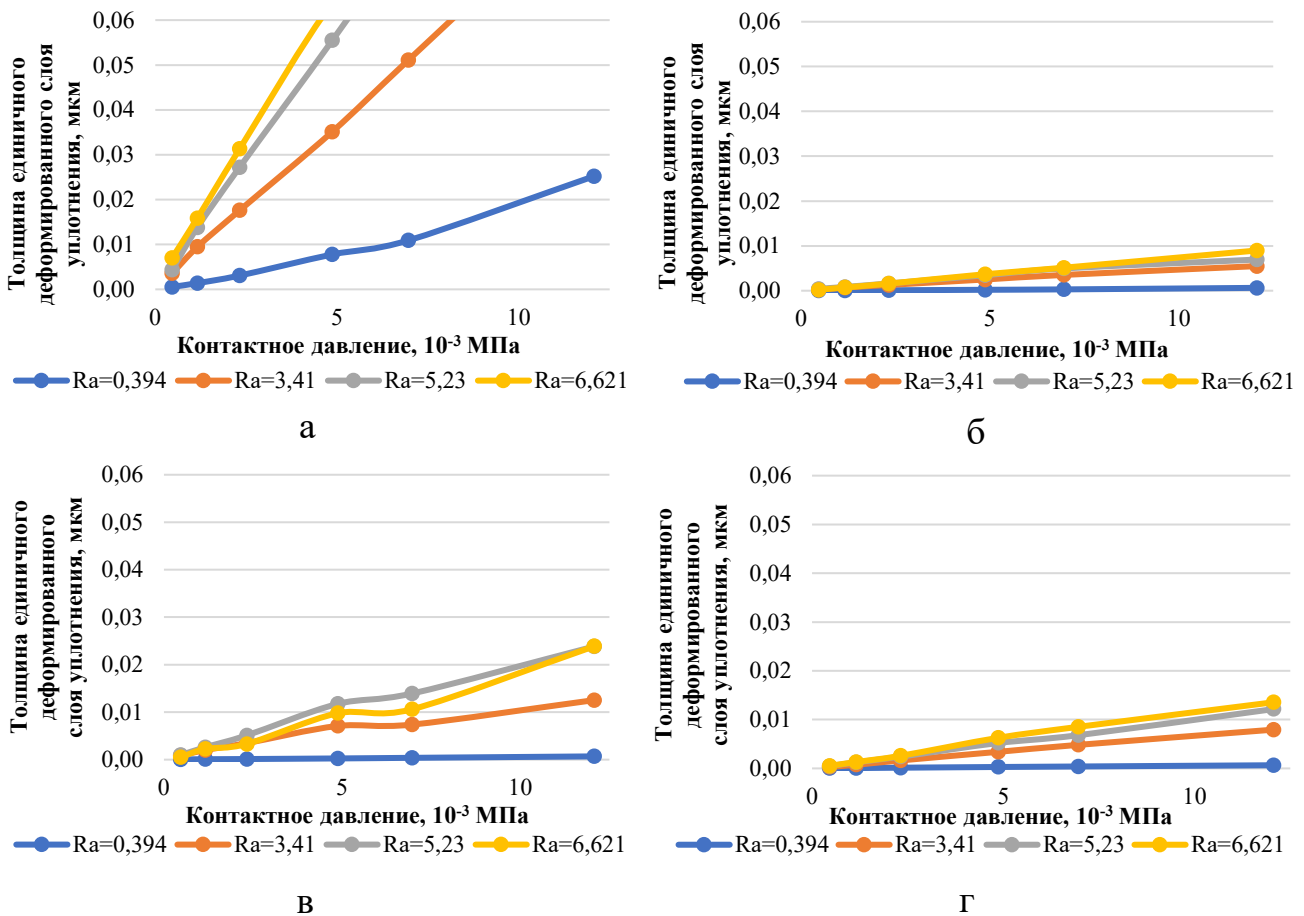 Толщина единичного
деформированного слоя
уплотнения, мкм
0,06
0,05
0,04
0,03
0,02
0,01
0,00
0
5
10
Контактное давление, 10-3 МПа
Ra=0,394 Ra=3,41 Ra=5,23 Ra=6,621
а
Толщина единичного
деформированного слоя
уплотнения, мкм
0,06
0,05
0,04
0,03
0,02
0,01
0,00
0
5
10
Контактное давление, 10-3 МПа
Ra=0,394 Ra=3,41 Ra=5,23 Ra=6,621
б
Толщина единичного
деформированного
слоя уплотнения, мкм
0,06
0,05
0,04
0,03
0,02
0,01
0,00
0
5
10
Контактное давление, 10-3 МПа
Ra=0,394 Ra=3,41 Ra=5,23 Ra=6,621
в
Толщина единичного
деформированного
слоя уплотнения, мкм
0,06
0,05
0,04
0,03
0,02
0,01
0,00
0
5
10
Контактное давление, 10-3 МПа
Ra=0,394 Ra=3,41 Ra=5,23 Ra=6,621
г